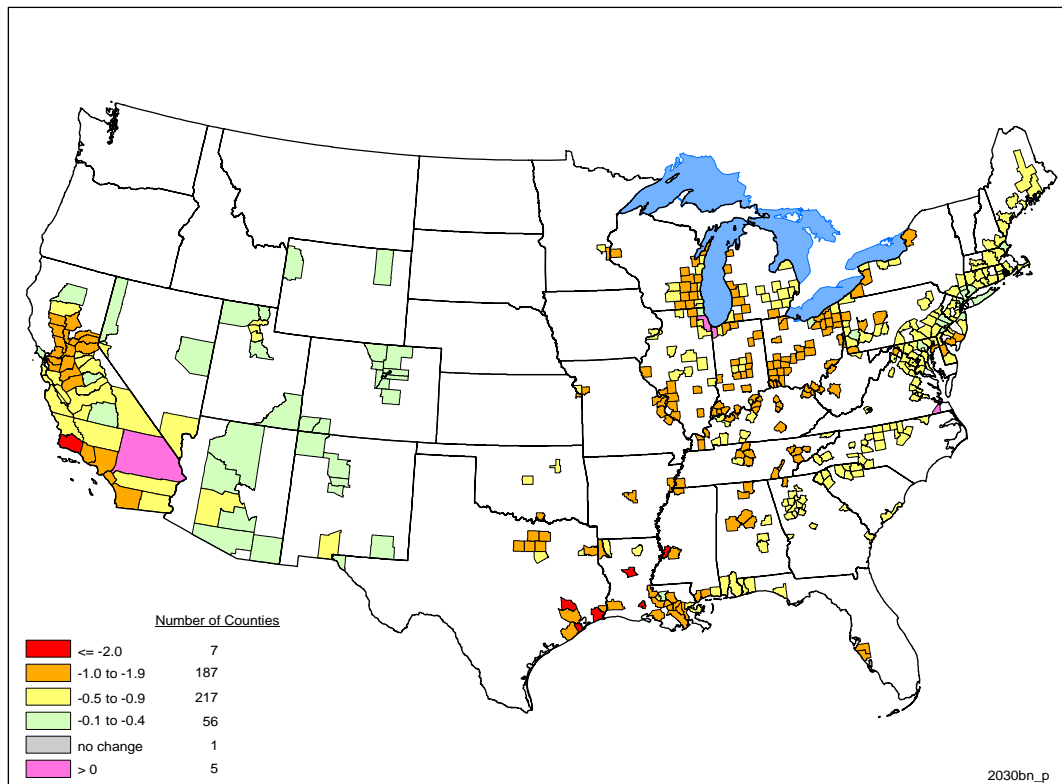 Number of Counties
<= -2.0 7
-1.0 to -1.9 187
-0.5 to -0.9 217
-0.1 to -0.4 56
no change 1
> 0 5
2030bn_p